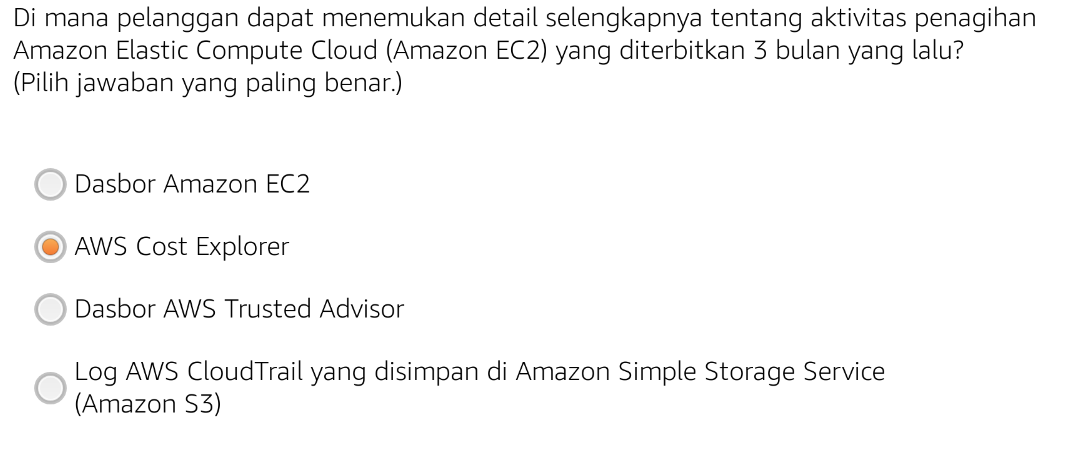 Di mana pelanggan dapat menemukan detail selengkapnya tentang aktivitas penagihan
Amazon Elastic Compute Cloud (Amazon EC2) yang diterbitkan 3 bulan yang lalu?
(Pilih jawaban yang paling benar.)
Dasbor Amazon EC2
AWS Cost Explorer
Dasbor AWS Trusted Advisor
Log AWS CloudTrail yang disimpan di Amazon Simple Storage Service
(Amazon S3)